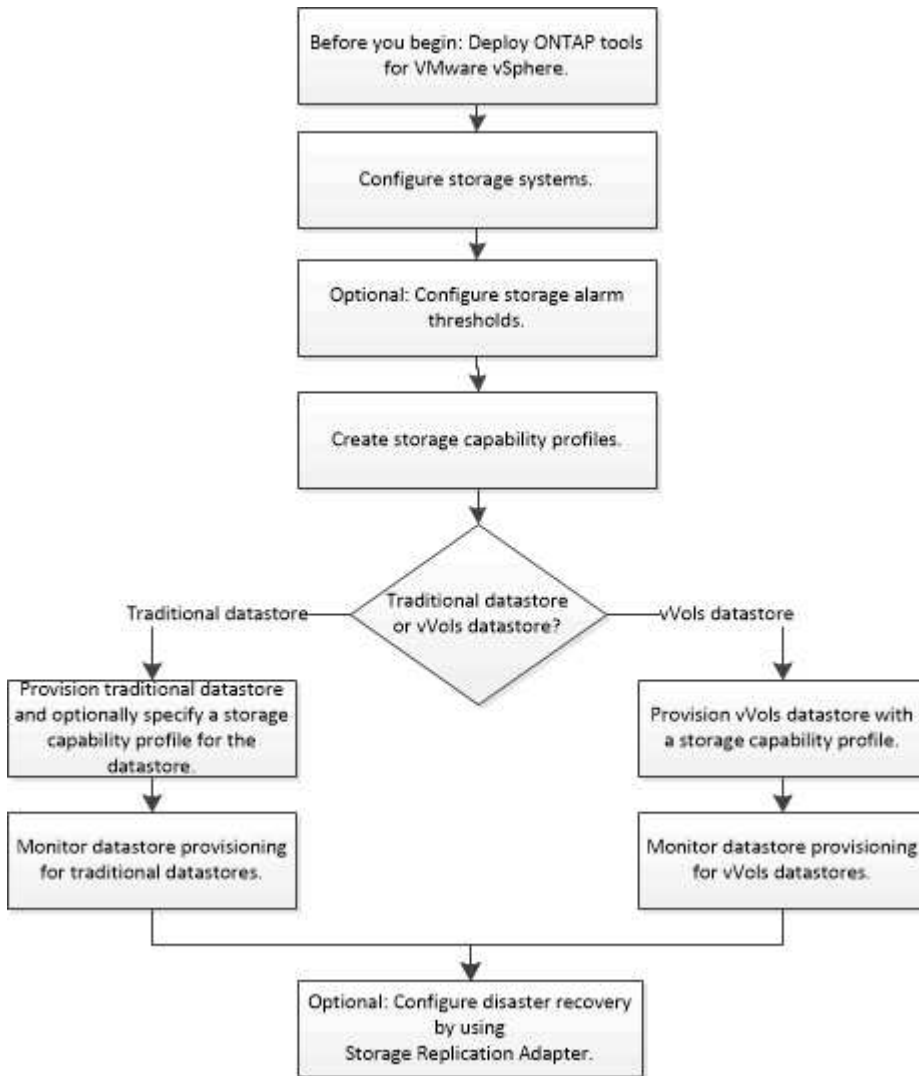 Before you begin: Deploy ONTAP tools
for VMware vSphere.
Configure storage systems.
Optional: Configure storage alarm
thresholds.
Create storage capability profiles.
Traditional datastore
or vVols datastore?
Traditional datastore
vVols datastore
Provision traditional datastore
and optionally specify a storage
capability profile for the
datastore.
Provision vVols datastore with
a storage capability profile.
Monitor datastore provisioning
for traditional datastores.
Monitor datastore provisioning
for vVols datastores.
Optional: Configure disaster recovery
by using
Storage Replication Adapter.